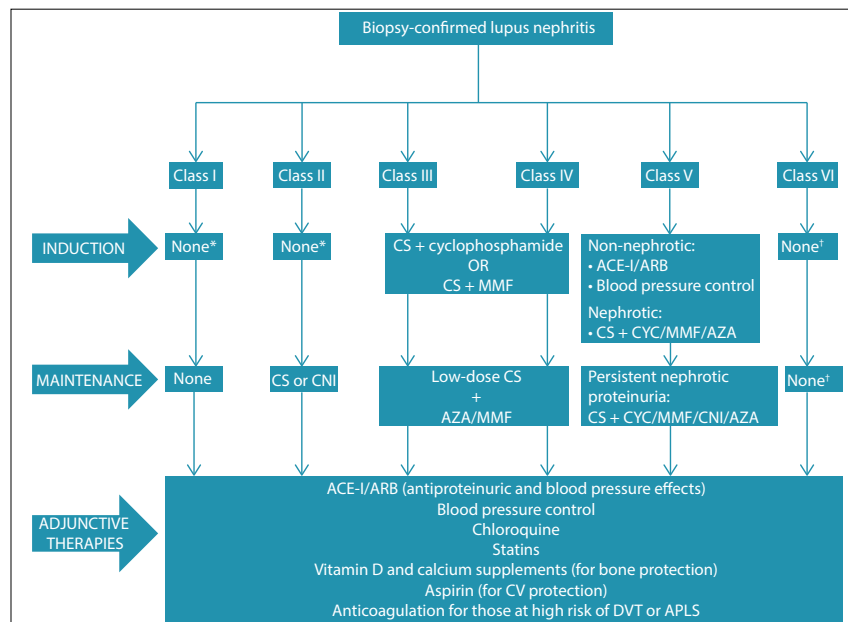 Biopsy-confirmed lupus nephritis
Class I
Class II
Class III
Class IV
Class V
Class VI
INDUCTION
None*
None*
CS + cyclophosphamide
OR
CS + MMF
Non-nephrotic:
• ACE-I/ARB
• Blood pressure control
Nephrotic:
• CS + CYC/MMF/AZA
None†
MAINTENANCE
None
CS or CNI
Low-dose CS
+
AZA/MMF
Persistent nephrotic
proteinuria:
CS + CYC/MMF/CNI/AZA
None†
ADJUNCTIVE
THERAPIES
ACE-I/ARB (antiproteinuric and blood pressure effects)
Blood pressure control
Chloroquine
Statins
Vitamin D and calcium supplements (for bone protection)
Aspirin (for CV protection)
Anticoagulation for those at high risk of DVT or APLS